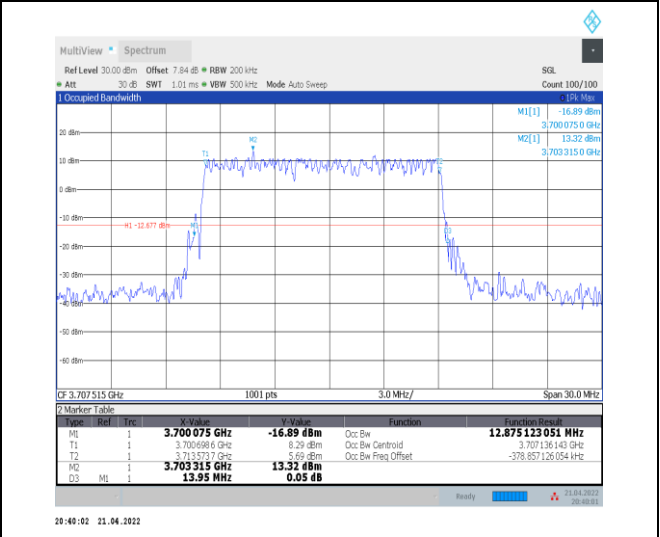 MultiView Spectrum
Ref Level 30.00 dBm Offset 7.84 dB RBW 200 kHz SGL
Att 30 dB SWT 1.01 ms VBW 500 kHz Mode Auto Sweep Count 100/100
1 Occupied Bandwidth 1Pk Max
M1[1] -16.89 dBm
3.700 075 0 GHz
M2[1] 13.32 dBm
3.703 315 0 GHz
20 dBm
M2
T1
10 dBm
0 dBm
-10 dBm
H1 -12.677 dBm
M1
D3
-20 dBm
-30 dBm
-40 dBm
-50 dBm
-60 dBm
CF 3.707 515 GHz 1001 pts 3.0 MHz/ Span 30.0 MHz
2 Marker Table
Type Ref Trc X-Value Y-Value Function Function Result
M1 1 3.700 075 GHz -16.89 dBm Occ Bw 12.875 123 051 MHz
T1 1 3.700 698 6 GHz 8.29 dBm Occ Bw Centroid 3.707 136 143 GHz
T2 1 3.713 573 7 GHz 5.69 dBm Occ Bw Freq Offset -378.857 126 054 kHz
M2 1 3.703 315 GHz 13.32 dBm
D3 M1 1 13.95 MHz 0.05 dB
Ready 21.04.2022
20:40:01
20:40:02 21.04.2022